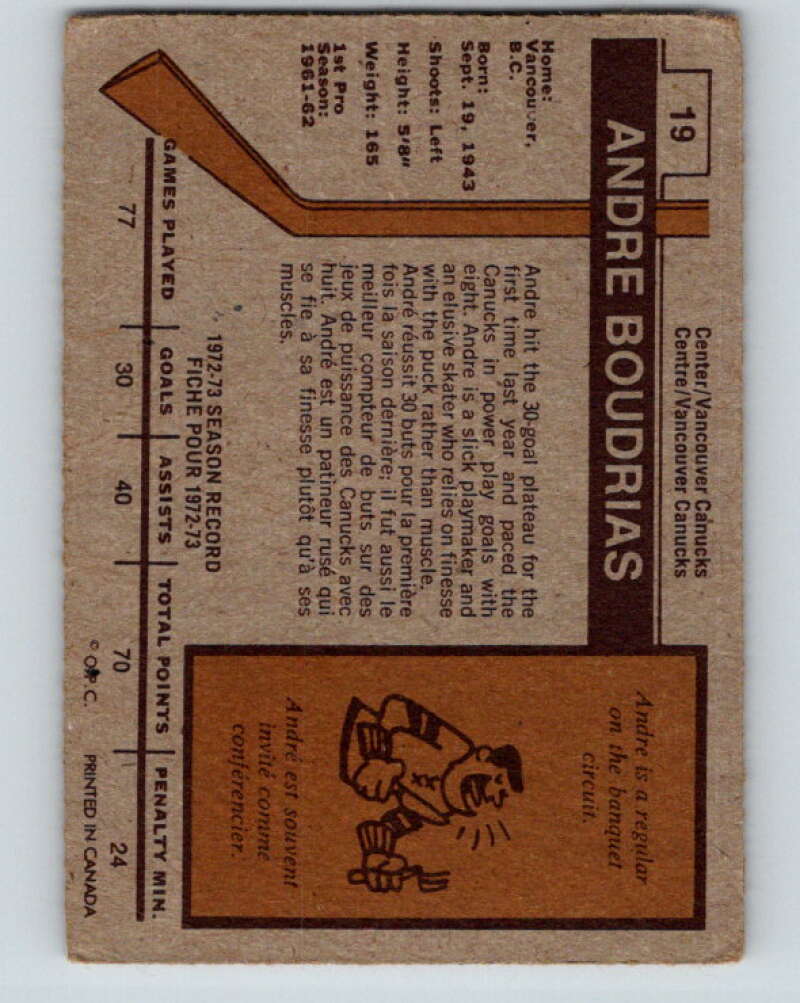 19
Center/Vancouver Canucks
Centre/Vancouver Canucks
ANDRE BOUDRIAS
Home:
Vancouver,
B.C.
Born:
Sept. 19, 1943
Shoots: Left
Height: 5'8"
Weight: 165
1st Pro
Season:
1961-62
Andre hit the 30-goal plateau for the
first time last year and paced the
Canucks in power play goals with
eight. Andre is a slick playmaker and
an elusive skater who relies on finesse
with the puck rather than muscle.
André réussit 30 buts pour la première
fois la saison dernière; il fut aussi le
meilleur compteur de buts sur des
jeux de puissance des Canucks avec
huit. André est un patineur rusé qui
se fie à sa finesse plutôt qu'à ses
muscles.
Andre is a regular
on the banquet
circuit.
André est souvent
invité comme
conférencier.
1972-73 SEASON RECORD
FICHE POUR 1972-73
GAMES PLAYED GOALS ASSISTS TOTAL POINTS PENALTY MIN.
77 30 40 70 24
© O.P.C. PRINTED IN CANADA